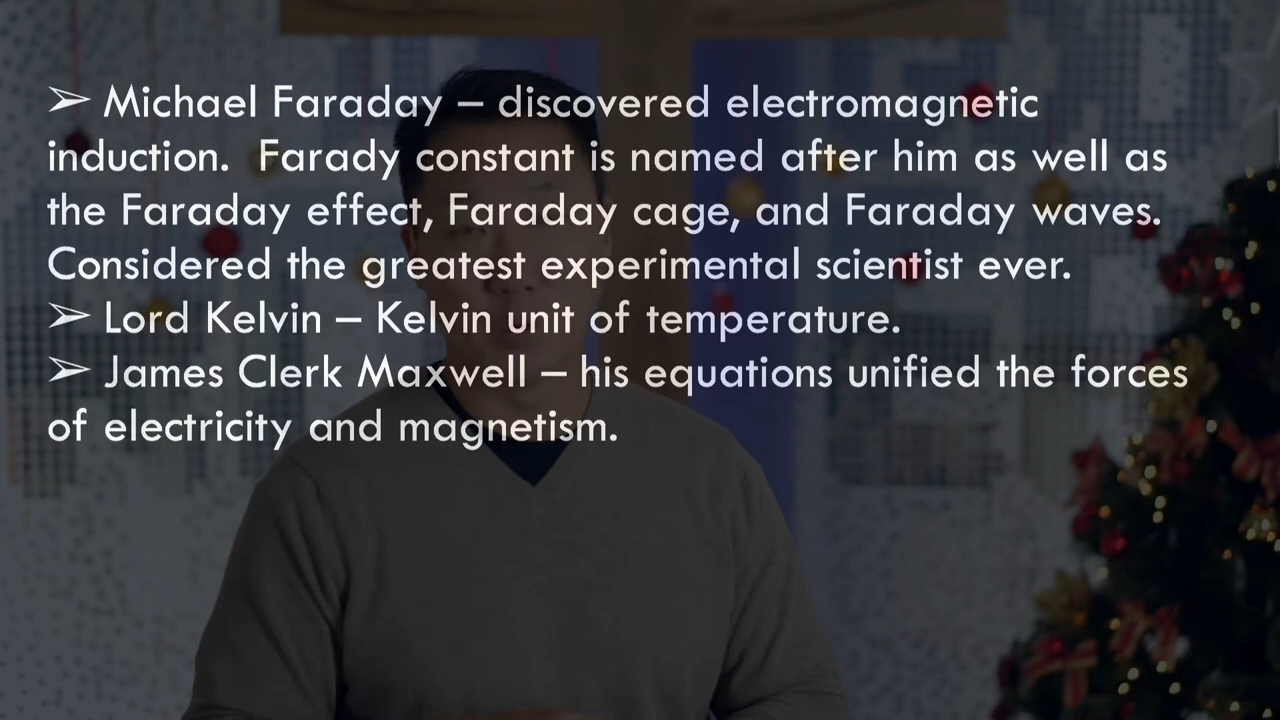 ➢ Michael Faraday – discovered electromagnetic
induction.  Farady constant is named after him as well as
the Faraday effect, Faraday cage, and Faraday waves.
Considered the greatest experimental scientist ever.
➢ Lord Kelvin – Kelvin unit of temperature.
➢ James Clerk Maxwell – his equations unified the forces
of electricity and magnetism.